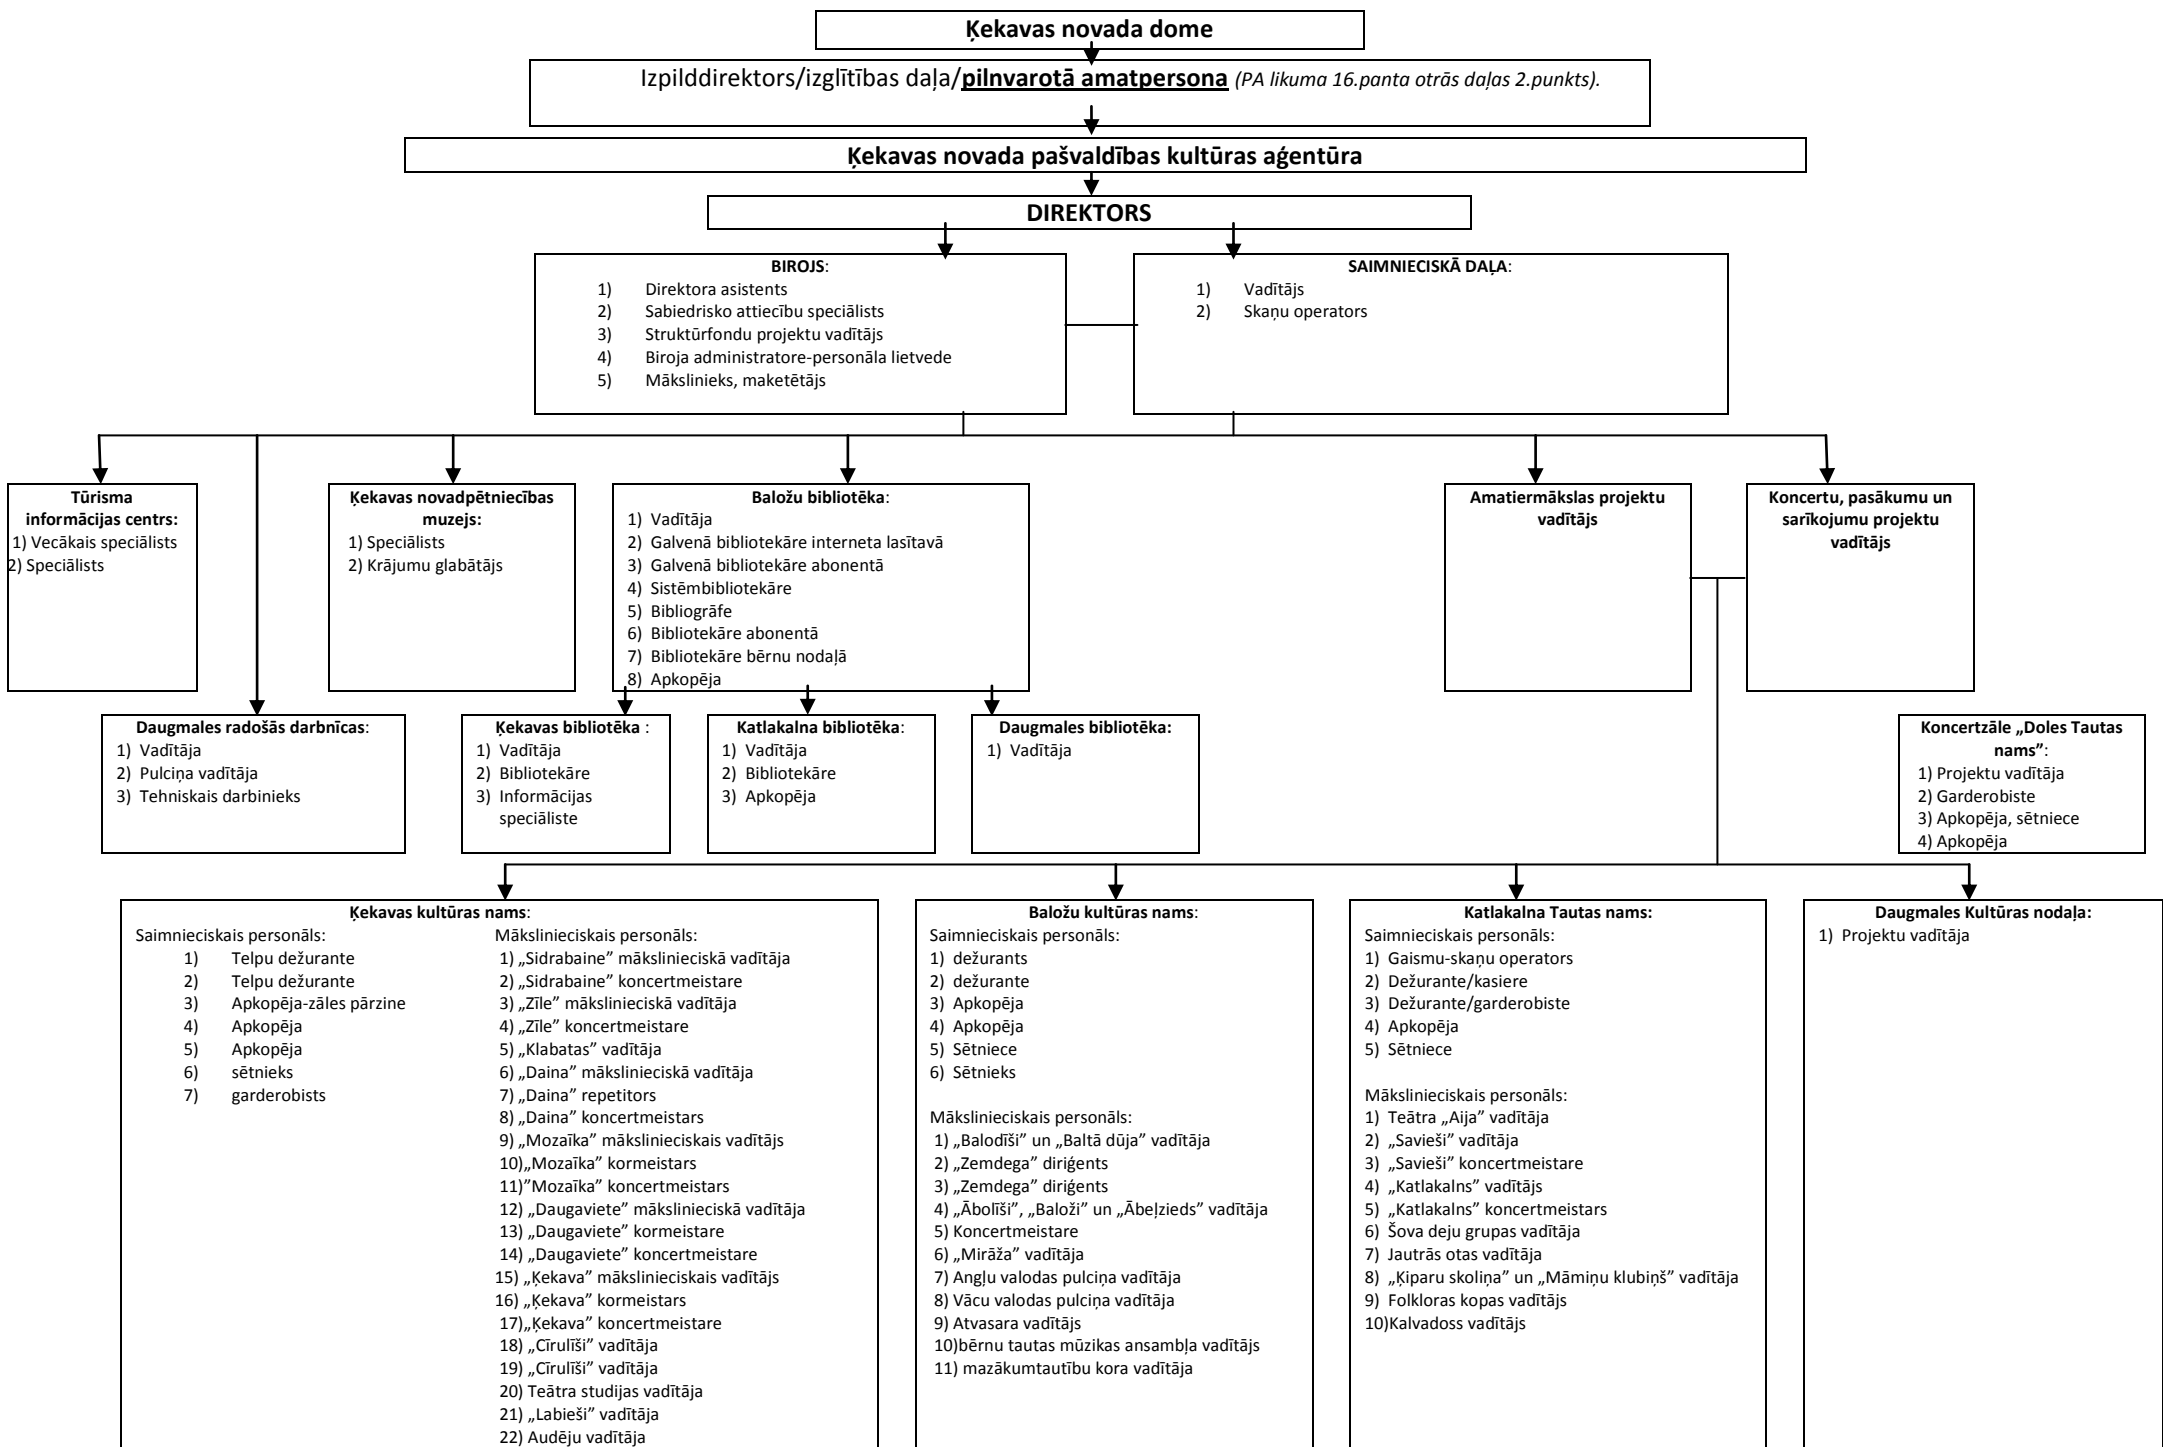 Ķekavas novada dome
Izpilddirektors/izglītības daļa/pilnvarotā amatpersona (PA likuma 16.panta otrās daļas 2.punkts).
Ķekavas novada pašvaldības kultūras aģentūra
DIREKTORS
BIROJS:
1) Direktora asistents
2) Sabiedrisko attiecību speciālists
3) Struktūrfondu projektu vadītājs
4) Biroja administratore-personāla lietvede
5) Mākslinieks, maketētājs
SAIMNIECISKĀ DAĻA:
1) Vadītājs
2) Skaņu operators
Tūrisma
informācijas centrs:
1) Vecākais speciālists
2) Speciālists
Ķekavas novadpētniecības
muzejs:
1) Speciālists
2) Krājumu glabātājs
Baložu bibliotēka:
1) Vadītāja
2) Galvenā bibliotekāre interneta lasītavā
3) Galvenā bibliotekāre abonentā
4) Sistēmbibliotekāre
5) Bibliogrāfe
6) Bibliotekāre abonentā
7) Bibliotekāre bērnu nodaļā
8) Apkopēja
Amatiermākslas projektu
vadītājs
Koncertu, pasākumu un
sarīkojumu projektu
vadītājs
Daugmales radošās darbnīcas:
1) Vadītāja
2) Pulciņa vadītāja
3) Tehniskais darbinieks
Ķekavas bibliotēka :
1) Vadītāja
2) Bibliotekāre
3) Informācijas
speciāliste
Katlakalna bibliotēka:
1) Vadītāja
2) Bibliotekāre
3) Apkopēja
Daugmales bibliotēka:
1) Vadītāja
Koncertzāle „Doles Tautas
nams”:
1) Projektu vadītāja
2) Garderobiste
3) Apkopēja, sētniece
4) Apkopēja
Ķekavas kultūras nams:
Saimnieciskais personāls:
1) Telpu dežurante
2) Telpu dežurante
3) Apkopēja-zāles pārzine
4) Apkopēja
5) Apkopēja
6) sētnieks
7) garderobists
Mākslinieciskais personāls:
1) „Sidrabaine” mākslinieciskā vadītāja
2) „Sidrabaine” koncertmeistare
3) „Zīle” mākslinieciskā vadītāja
4) „Zīle” koncertmeistare
5) „Klabatas” vadītāja
6) „Daina” mākslinieciskā vadītāja
7) „Daina” repetitors
8) „Daina” koncertmeistars
9) „Mozaīka” mākslinieciskais vadītājs
10)„Mozaīka” kormeistars
11)”Mozaīka” koncertmeistars
12) „Daugaviete” mākslinieciskā vadītāja
13) „Daugaviete” kormeistare
14) „Daugaviete” koncertmeistare
15) „Ķekava” mākslinieciskais vadītājs
16) „Ķekava” kormeistars
17)„Ķekava” koncertmeistare
18) „Cīrulīši” vadītāja
19) „Cīrulīši” vadītāja
20) Teātra studijas vadītāja
21) „Labieši” vadītāja
22) Audēju vadītāja
Baložu kultūras nams:
Saimnieciskais personāls:
1) dežurants
2) dežurante
3) Apkopēja
4) Apkopēja
5) Sētniece
6) Sētnieks
Mākslinieciskais personāls:
1) „Balodīši” un „Baltā dūja” vadītāja
2) „Zemdega” diriģents
3) „Zemdega” diriģents
4) „Ābolīši”, „Baloži” un „Ābeļzieds” vadītāja
5) Koncertmeistare
6) „Mirāža” vadītāja
7) Angļu valodas pulciņa vadītāja
8) Vācu valodas pulciņa vadītāja
9) Atvasara vadītājs
10)bērnu tautas mūzikas ansambļa vadītājs
11) mazākumtautību kora vadītāja
Katlakalna Tautas nams:
Saimnieciskais personāls:
1) Gaismu-skaņu operators
2) Dežurante/kasiere
3) Dežurante/garderobiste
4) Apkopēja
5) Sētniece
Mākslinieciskais personāls:
1) Teātra „Aija” vadītāja
2) „Savieši” vadītāja
3) „Savieši” koncertmeistare
4) „Katlakalns” vadītājs
5) „Katlakalns” koncertmeistars
6) Šova deju grupas vadītāja
7) Jautrās otas vadītāja
8) „Ķiparu skoliņa” un „Māmiņu klubiņš” vadītāja
9) Folkloras kopas vadītājs
10)Kalvadoss vadītājs
Daugmales Kultūras nodaļa:
1) Projektu vadītāja